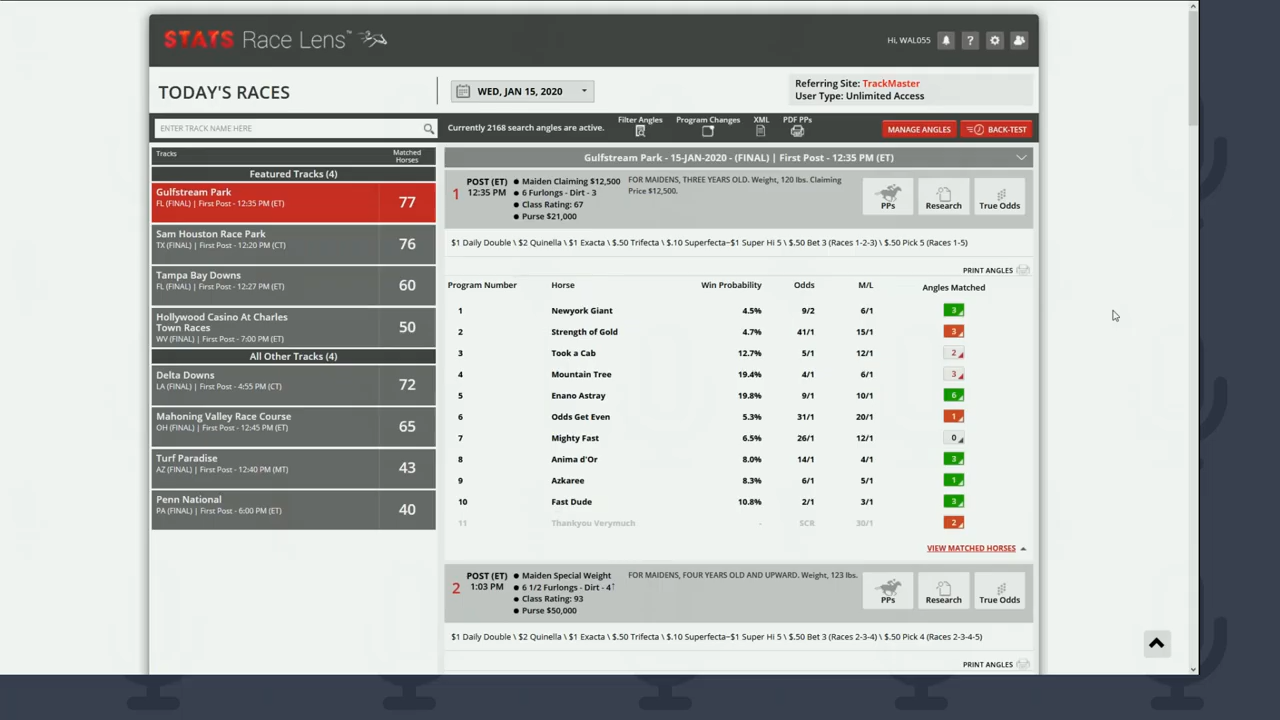 STATS Race Lens™
Hi, WAL055
?
TODAY'S RACES
WED, JAN 15, 2020
Referring Site: TrackMaster
User Type: Unlimited Access
ENTER TRACK NAME HERE
Currently 2168 search angles are active.
Filter Angles
Program Changes
XML
PDF PPs
MANAGE ANGLES
BACK-TEST
Tracks
Matched
Horses
Featured Tracks (4)
Gulfstream Park
FL (FINAL) | First Post - 12:35 PM (ET)
77
Sam Houston Race Park
TX (FINAL) | First Post - 12:20 PM (CT)
76
Tampa Bay Downs
FL (FINAL) | First Post - 12:27 PM (ET)
60
Hollywood Casino At Charles
Town Races
WV (FINAL) | First Post - 7:00 PM (ET)
50
All Other Tracks (4)
Delta Downs
LA (FINAL) | First Post - 4:55 PM (CT)
72
Mahoning Valley Race Course
OH (FINAL) | First Post - 12:45 PM (ET)
65
Turf Paradise
AZ (FINAL) | First Post - 12:40 PM (MT)
43
Penn National
PA (FINAL) | First Post - 6:00 PM (ET)
40
Gulfstream Park - 15-JAN-2020 - (FINAL) | First Post - 12:35 PM (ET)
1
POST (ET)
12:35 PM
● Maiden Claiming $12,500
● 6 Furlongs - Dirt - 3
● Class Rating: 67
● Purse $21,000
FOR MAIDENS, THREE YEARS OLD. Weight, 120 lbs. Claiming
Price $12,500.
PPs
Research
True Odds
$1 Daily Double \ $2 Quinella \ $1 Exacta \ $.50 Trifecta \ $.10 Superfecta~$1 Super Hi 5 \ $.50 Bet 3 (Races 1-2-3) \ $.50 Pick 5 (Races 1-5)
PRINT ANGLES
Program Number Horse Win Probability Odds M/L Angles Matched
1 Newyork Giant 4.5% 9/2 6/1 3
2 Strength of Gold 4.7% 41/1 15/1 3
3 Took a Cab 12.7% 5/1 12/1 2
4 Mountain Tree 19.4% 4/1 6/1 3
5 Enano Astray 19.8% 9/1 10/1 6
6 Odds Get Even 5.3% 31/1 20/1 1
7 Mighty Fast 6.5% 26/1 12/1 0
8 Anima d'Or 8.0% 14/1 4/1 3
9 Azkaree 8.3% 6/1 5/1 1
10 Fast Dude 10.8% 2/1 3/1 3
11 Thankyou Verymuch - SCR 30/1 2
VIEW MATCHED HORSES
2
POST (ET)
1:03 PM
● Maiden Special Weight
● 6 1/2 Furlongs - Dirt - 4↑
● Class Rating: 93
● Purse $50,000
FOR MAIDENS, FOUR YEARS OLD AND UPWARD. Weight, 123 lbs.
PPs
Research
True Odds
$1 Daily Double \ $2 Quinella \ $1 Exacta \ $.50 Trifecta \ $.10 Superfecta~$1 Super Hi 5 \ $.50 Bet 3 (Races 2-3-4) \ $.50 Pick 4 (Races 2-3-4-5)
PRINT ANGLES